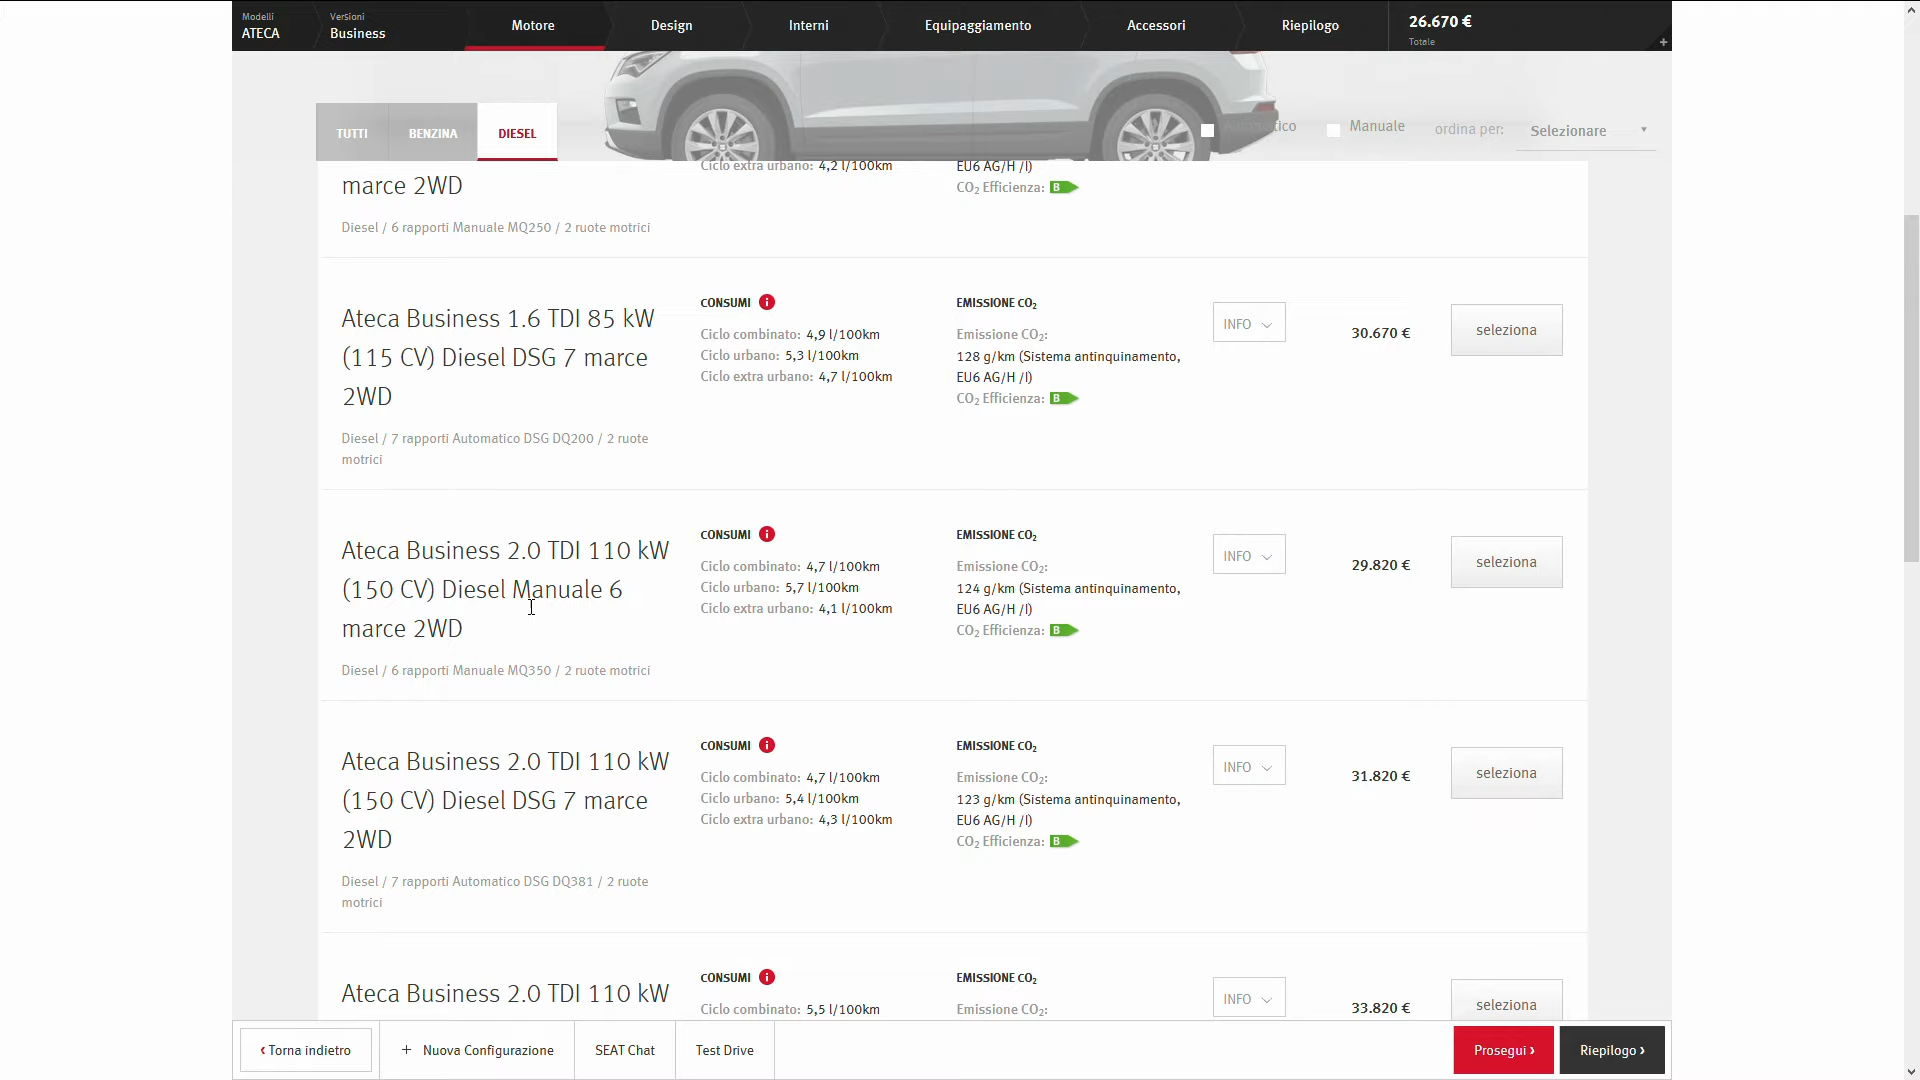 Modelli
ATECA
Versioni
Business
Motore
Design
Interni
Equipaggiamento
Accessori
Riepilogo
26.670 €
Totale
+
TUTTI
BENZINA
DIESEL
Manuale
ordina per:
Selezionare
marce 2WD
Diesel / 6 rapporti Manuale MQ250 / 2 ruote motrici
Ciclo extra urbano: 4,2 l/100km
EU6 AG/H /I)
CO₂ Efficienza: B
Ateca Business 1.6 TDI 85 kW
(115 CV) Diesel DSG 7 marce
2WD
Diesel / 7 rapporti Automatico DSG DQ200 / 2 ruote
motrici
CONSUMI i
Ciclo combinato: 4,9 l/100km
Ciclo urbano: 5,3 l/100km
Ciclo extra urbano: 4,7 l/100km
EMISSIONE CO₂
Emissione CO₂:
128 g/km (Sistema antinquinamento,
EU6 AG/H /I)
CO₂ Efficienza: B
INFO
30.670 €
seleziona
Ateca Business 2.0 TDI 110 kW
(150 CV) Diesel Manuale 6
marce 2WD
Diesel / 6 rapporti Manuale MQ350 / 2 ruote motrici
CONSUMI i
Ciclo combinato: 4,7 l/100km
Ciclo urbano: 5,7 l/100km
Ciclo extra urbano: 4,1 l/100km
EMISSIONE CO₂
Emissione CO₂:
124 g/km (Sistema antinquinamento,
EU6 AG/H /I)
CO₂ Efficienza: B
INFO
29.820 €
seleziona
Ateca Business 2.0 TDI 110 kW
(150 CV) Diesel DSG 7 marce
2WD
Diesel / 7 rapporti Automatico DSG DQ381 / 2 ruote
motrici
CONSUMI i
Ciclo combinato: 4,7 l/100km
Ciclo urbano: 5,4 l/100km
Ciclo extra urbano: 4,3 l/100km
EMISSIONE CO₂
Emissione CO₂:
123 g/km (Sistema antinquinamento,
EU6 AG/H /I)
CO₂ Efficienza: B
INFO
31.820 €
seleziona
Ateca Business 2.0 TDI 110 kW
CONSUMI i
Ciclo combinato: 5,5 l/100km
EMISSIONE CO₂
Emissione CO₂:
INFO
33.820 €
seleziona
‹ Torna indietro
+ Nuova Configurazione
SEAT Chat
Test Drive
Prosegui ›
Riepilogo ›